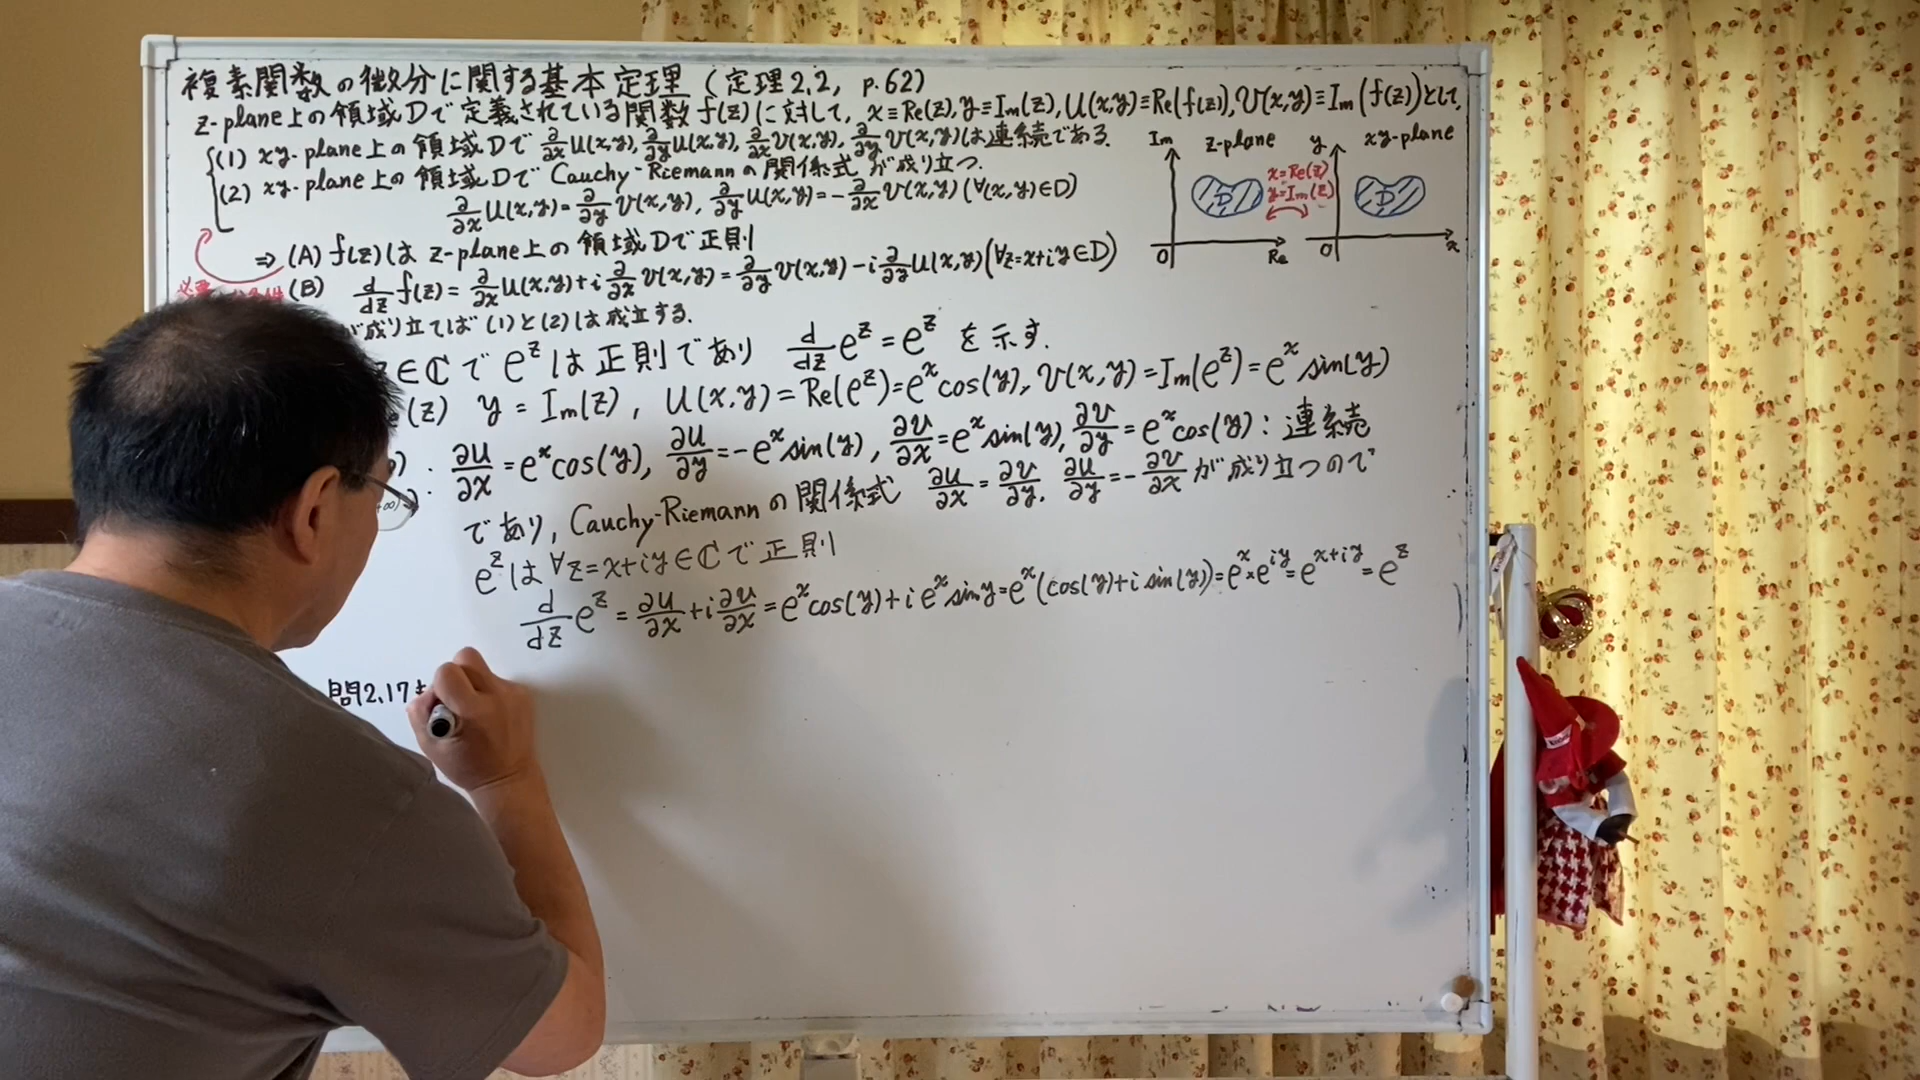 複素関数の微分に関する基本定理 (定理2.2, p.62)
z-plane上の領域Dで定義されている関数 f(z)に対して, x≡Re(z), y≡Im(z), U(x,y)≡Re(f(z)), V(x,y)≡Im(f(z))として,
(1) xy-plane上の領域Dで ∂/∂x U(x,y), ∂/∂y U(x,y), ∂/∂x V(x,y), ∂/∂y V(x,y)は連続である.
(2) xy-plane上の領域Dで Cauchy-Riemannの関係式が成り立つ.
∂/∂x U(x,y) = ∂/∂y V(x,y), ∂/∂y U(x,y) = -∂/∂x V(x,y) (∀(x,y)∈D)
⇒ (A) f(z)は z-plane上の領域Dで正則
(B) d/dz f(z) = ∂/∂x U(x,y) + i ∂/∂x V(x,y) = ∂/∂y V(x,y) - i ∂/∂y U(x,y) (∀z=x+iy∈D)
が成り立てば (1)と(2)は成立する.
Im z-plane y xy-plane
x=Re(z)
y=Im(z)
D D
0 Re 0 x
∈ℂで e^z は正則であり d/dz e^z = e^z を示す.
(z) y = Im(z), U(x,y) = Re(e^z) = e^x cos(y), V(x,y) = Im(e^z) = e^x sin(y)
∂U/∂x = e^x cos(y), ∂U/∂y = -e^x sin(y), ∂V/∂x = e^x sin(y), ∂V/∂y = e^x cos(y) : 連続
であり, Cauchy-Riemannの関係式 ∂U/∂x = ∂V/∂y, ∂U/∂y = -∂V/∂x が成り立つので
e^z は ∀z=x+iy∈ℂで正則
d/dz e^z = ∂U/∂x + i ∂U/∂x = e^x cos(y) + i e^x sin y = e^x (cos(y) + i sin(y)) = e^x × e^{iy} = e^{x+iy} = e^z
問2.17